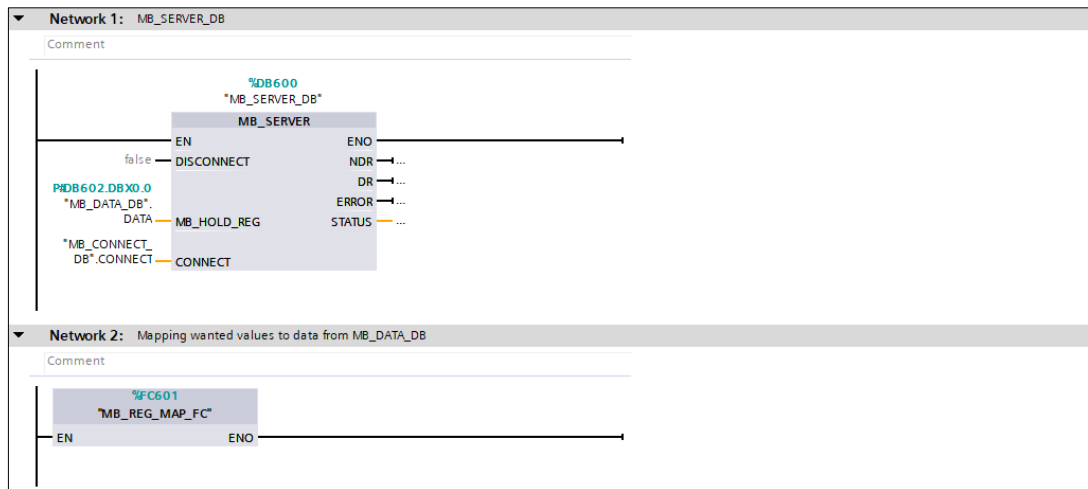 Network 1: MB_SERVER_DB
Comment
%DB600
"MB_SERVER_DB"
MB_SERVER
EN ENO
false DISCONNECT NDR ...
DR ...
P#DB602.DBX0.0 ERROR ...
"MB_DATA_DB".
DATA MB_HOLD_REG STATUS ...
"MB_CONNECT_
DB".CONNECT CONNECT
Network 2: Mapping wanted values to data from MB_DATA_DB
Comment
%FC601
"MB_REG_MAP_FC"
EN ENO